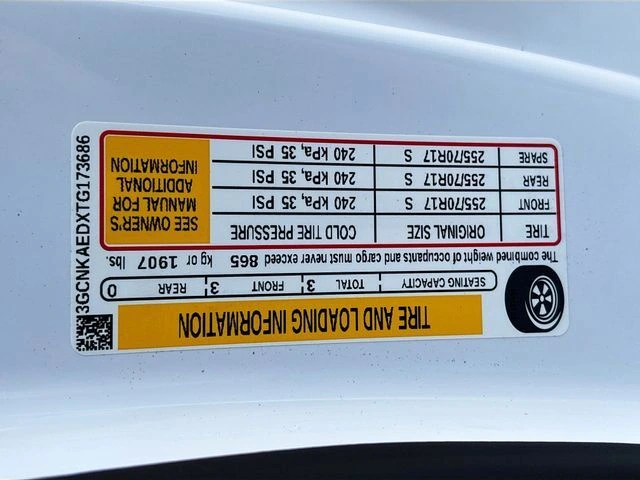 TIRE AND LOADING INFORMATION
SEATING CAPACITY TOTAL 3 FRONT 3 REAR 0
The combined weight of occupants and cargo must never exceed 865 kg or 1907 lbs.
TIRE ORIGINAL SIZE COLD TIRE PRESSURE
FRONT 255/70R17 S 240 kPa, 35 PSI
REAR 255/70R17 S 240 kPa, 35 PSI
SPARE 255/70R17 S 240 kPa, 35 PSI
SEE OWNER'S
MANUAL FOR
ADDITIONAL
INFORMATION
3GCNKAEDXTG173686